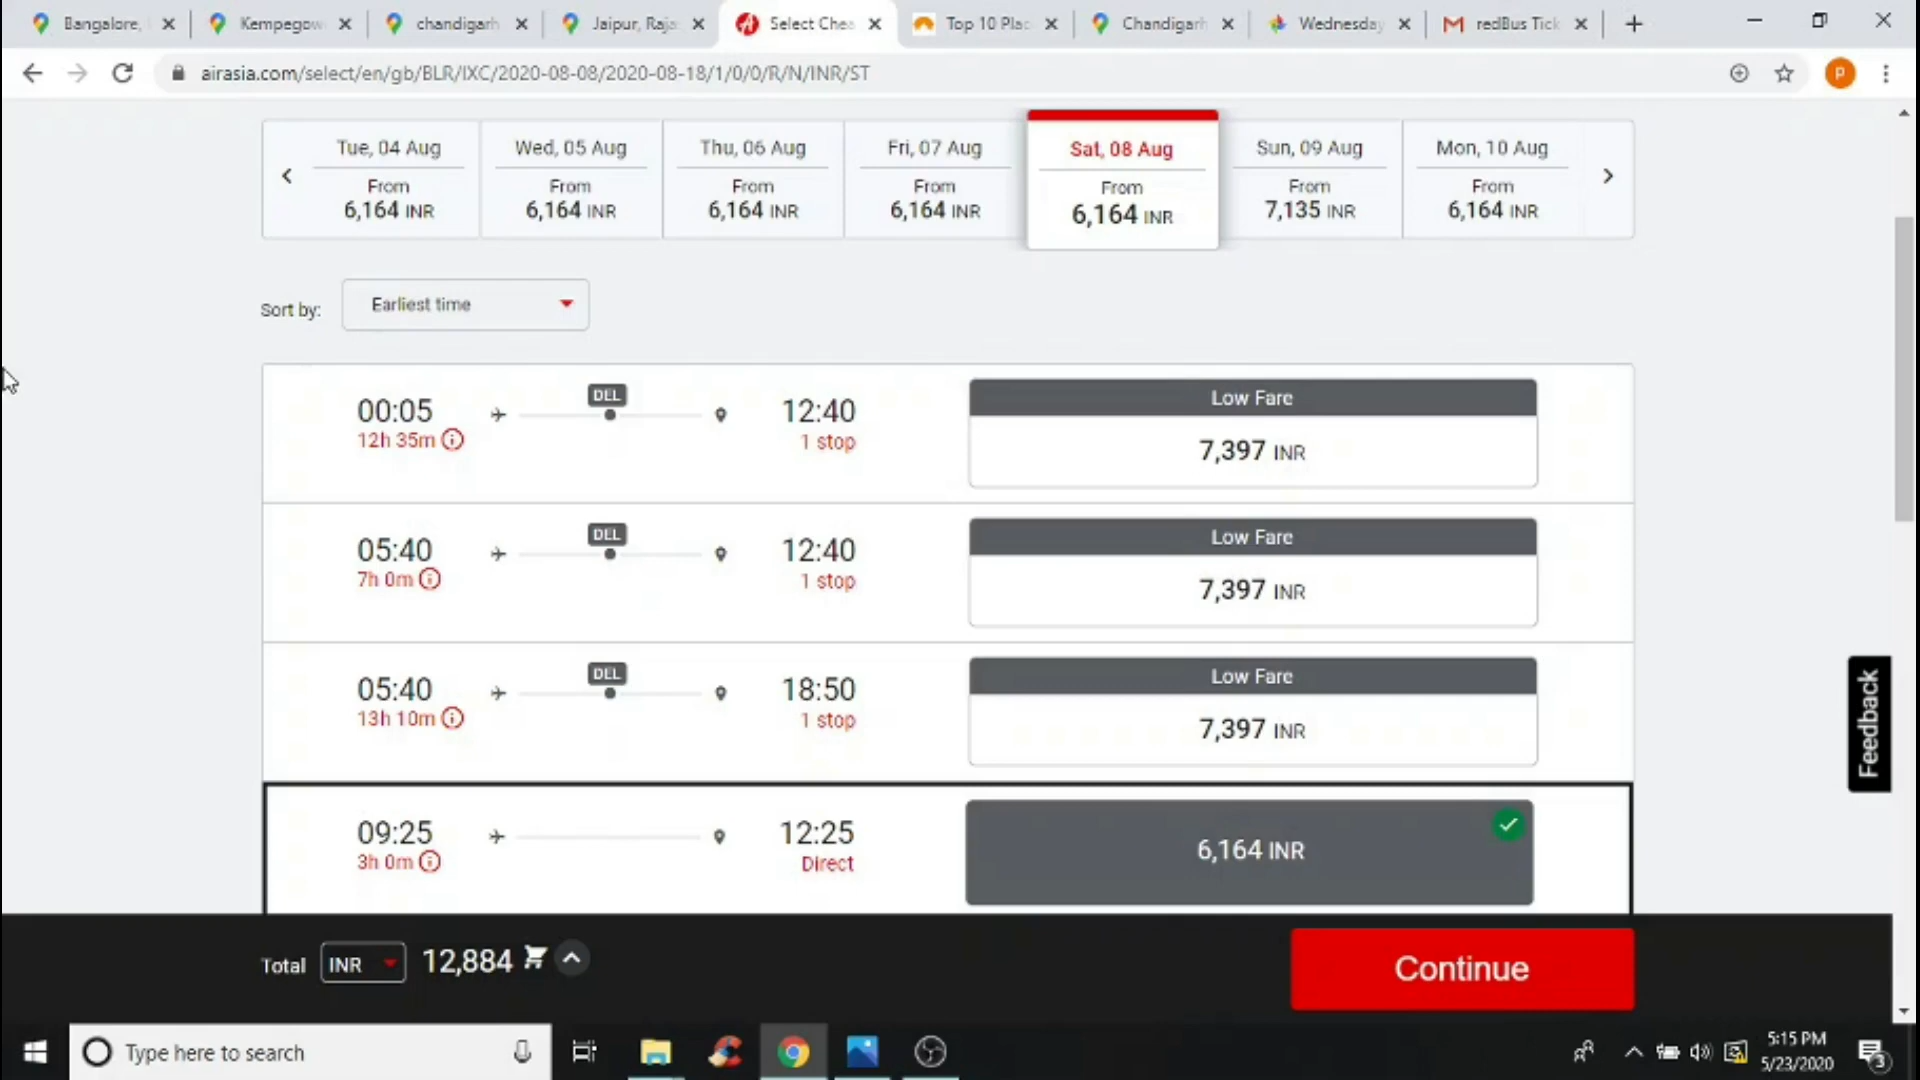 Bangalore,
Kempegow
chandigarh
Jaipur, Raja
Select Chea
Top 10 Plac
Chandigarh
Wednesday
redBus Tick
airasia.com/select/en/gb/BLR/IXC/2020-08-08/2020-08-18/1/0/0/R/N/INR/ST
P
Tue, 04 Aug
From
6,164 INR
Wed, 05 Aug
From
6,164 INR
Thu, 06 Aug
From
6,164 INR
Fri, 07 Aug
From
6,164 INR
Sat, 08 Aug
From
6,164 INR
Sun, 09 Aug
From
7,135 INR
Mon, 10 Aug
From
6,164 INR
Sort by: Earliest time
00:05 DEL 12:40
12h 35m 1 stop
Low Fare
7,397 INR
05:40 DEL 12:40
7h 0m 1 stop
Low Fare
7,397 INR
05:40 DEL 18:50
13h 10m 1 stop
Low Fare
7,397 INR
09:25 12:25
3h 0m Direct
6,164 INR
Feedback
Total INR 12,884
Continue
Type here to search
5:15 PM
5/23/2020
3